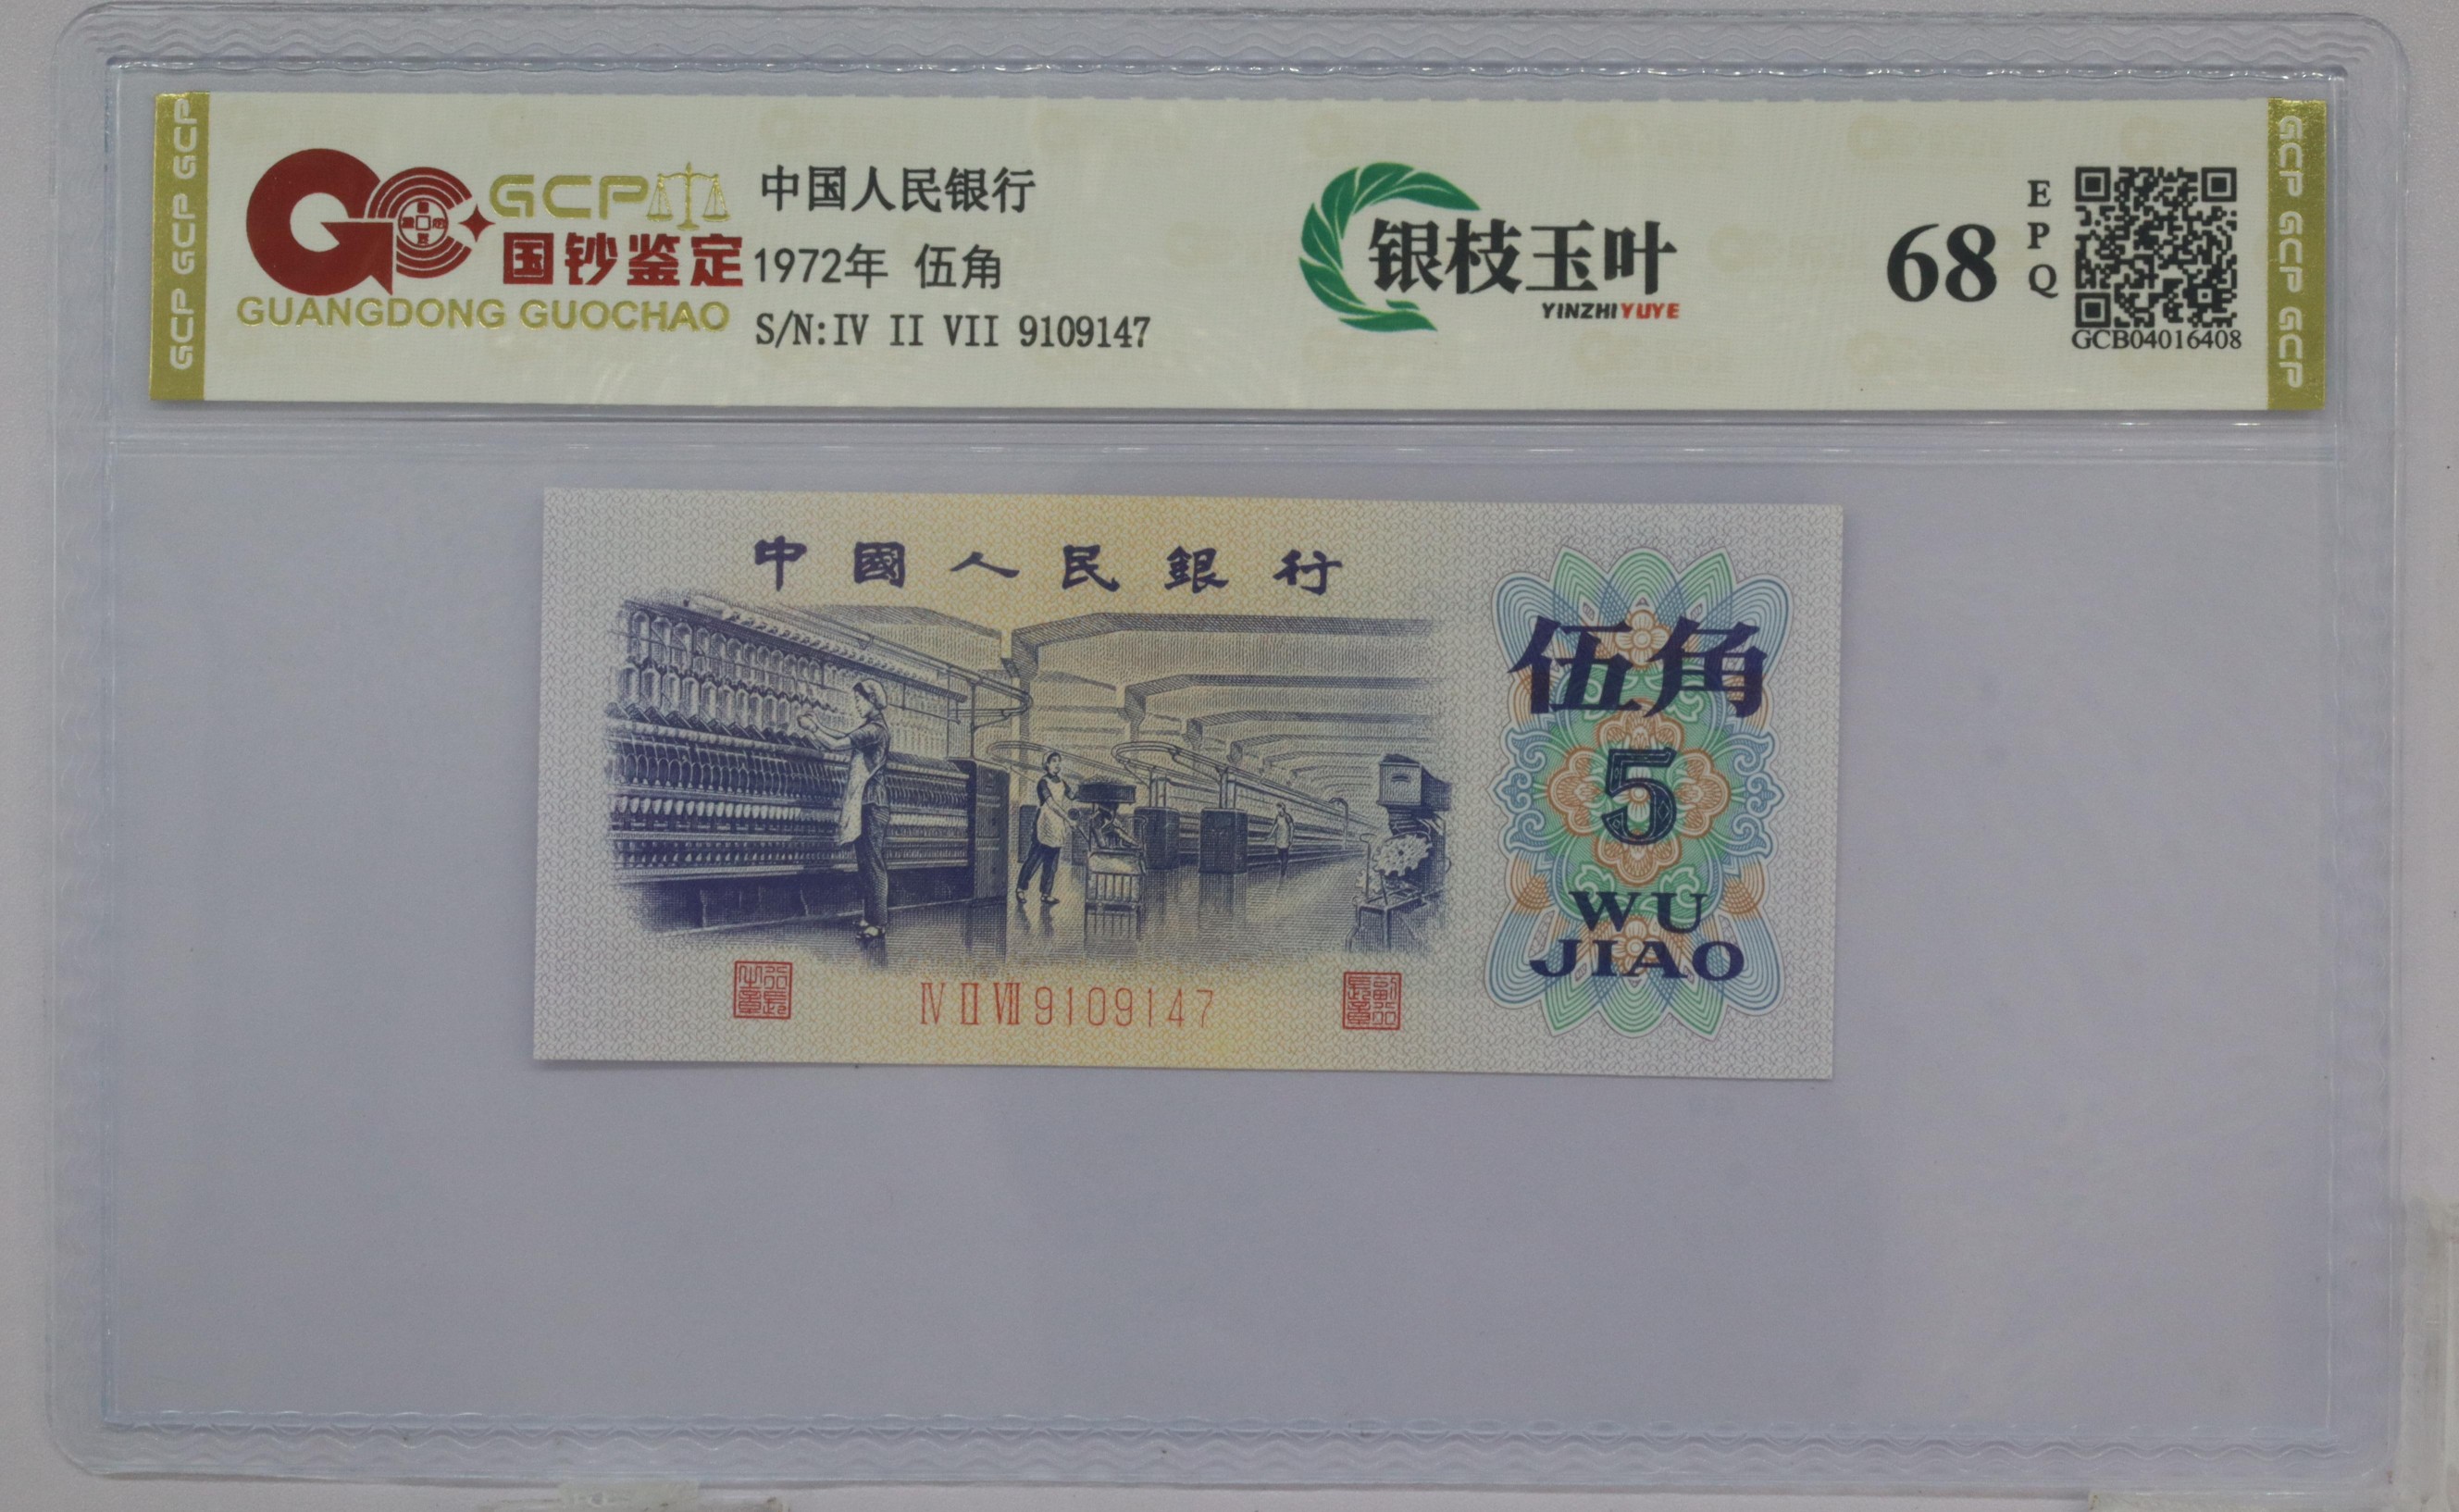 GCP GCP GCP
GCP
国钞鉴定
GUANGDONG GUOCHAO
中国人民银行
1972年 伍角
S/N:IV II VII 9109147
银枝玉叶
YINZHIYUYE
68
EPQ
GCB04016408
GCP GCP GCP
中國人民銀行
伍角
5
WU
JIAO
IV II VII 9109147